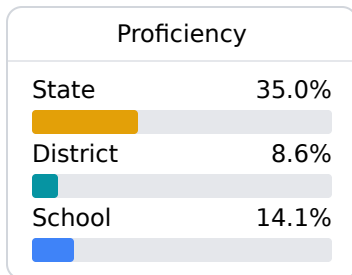 Proficiency
State 35.0%
District 8.6%
School 14.1%